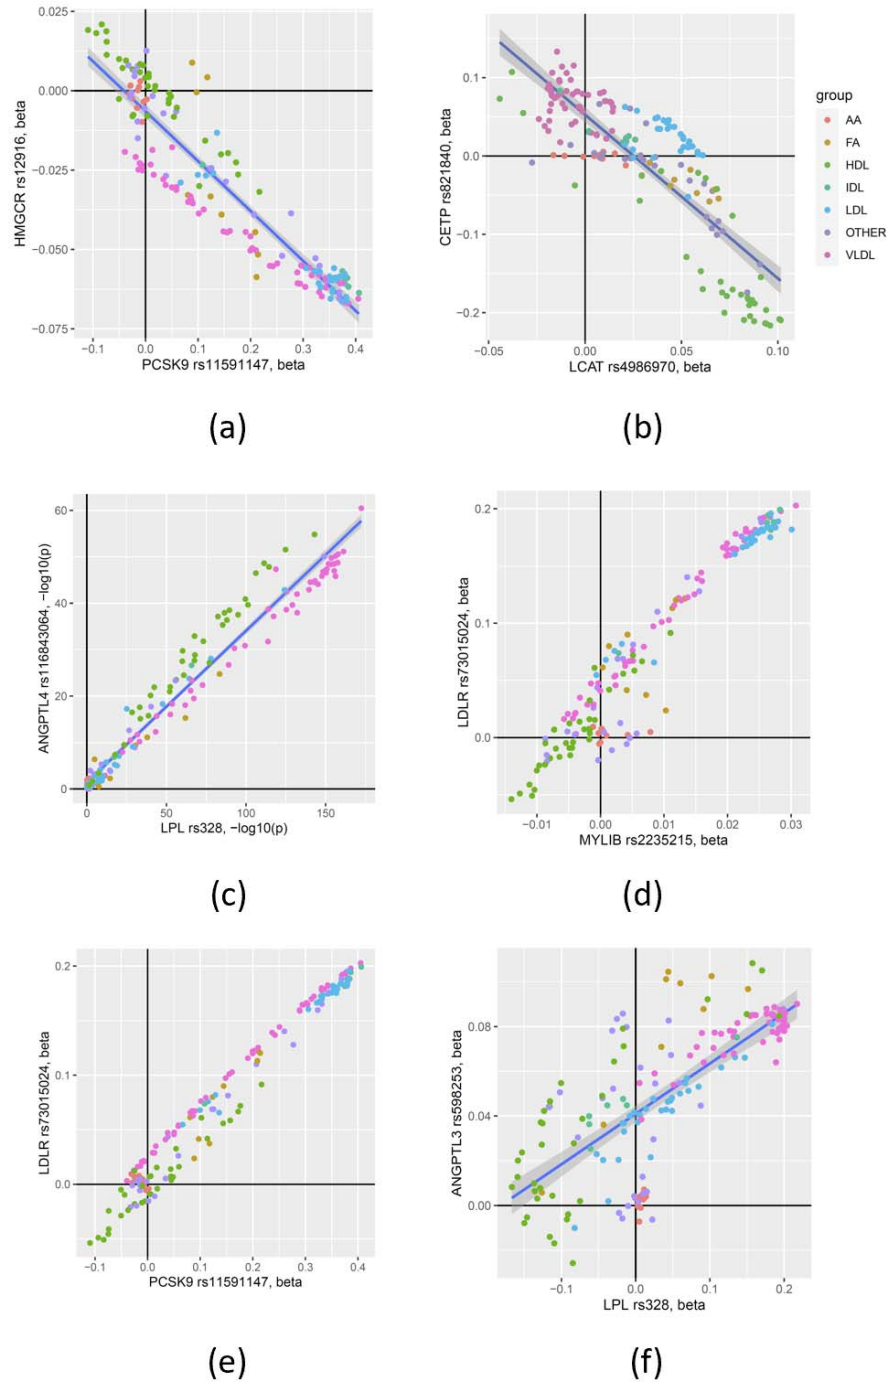 0.025
0.000
−0.025
−0.050
−0.075
HMGCR rs12916, beta
−0.1
0.0
0.1
0.2
0.3
0.4
PCSK9 rs11591147, beta
(a)
0.1
0.0
−0.1
−0.2
CETP rs821840, beta
−0.05
0.00
0.05
0.10
LCAT rs4986970, beta
(b)
group
AA
FA
HDL
IDL
LDL
OTHER
VLDL
60
40
20
0
ANGPTL4 rs116843064, −log10(p)
0
50
100
150
LPL rs328, −log10(p)
(c)
0.2
0.1
0.0
LDLR rs73015024, beta
−0.01
0.00
0.01
0.02
0.03
MYLIB rs2235215, beta
(d)
0.2
0.1
0.0
LDLR rs73015024, beta
−0.1
0.0
0.1
0.2
0.3
0.4
PCSK9 rs11591147, beta
(e)
0.08
0.04
0.00
ANGPTL3 rs598253, beta
−0.1
0.0
0.1
0.2
LPL rs328, beta
(f)